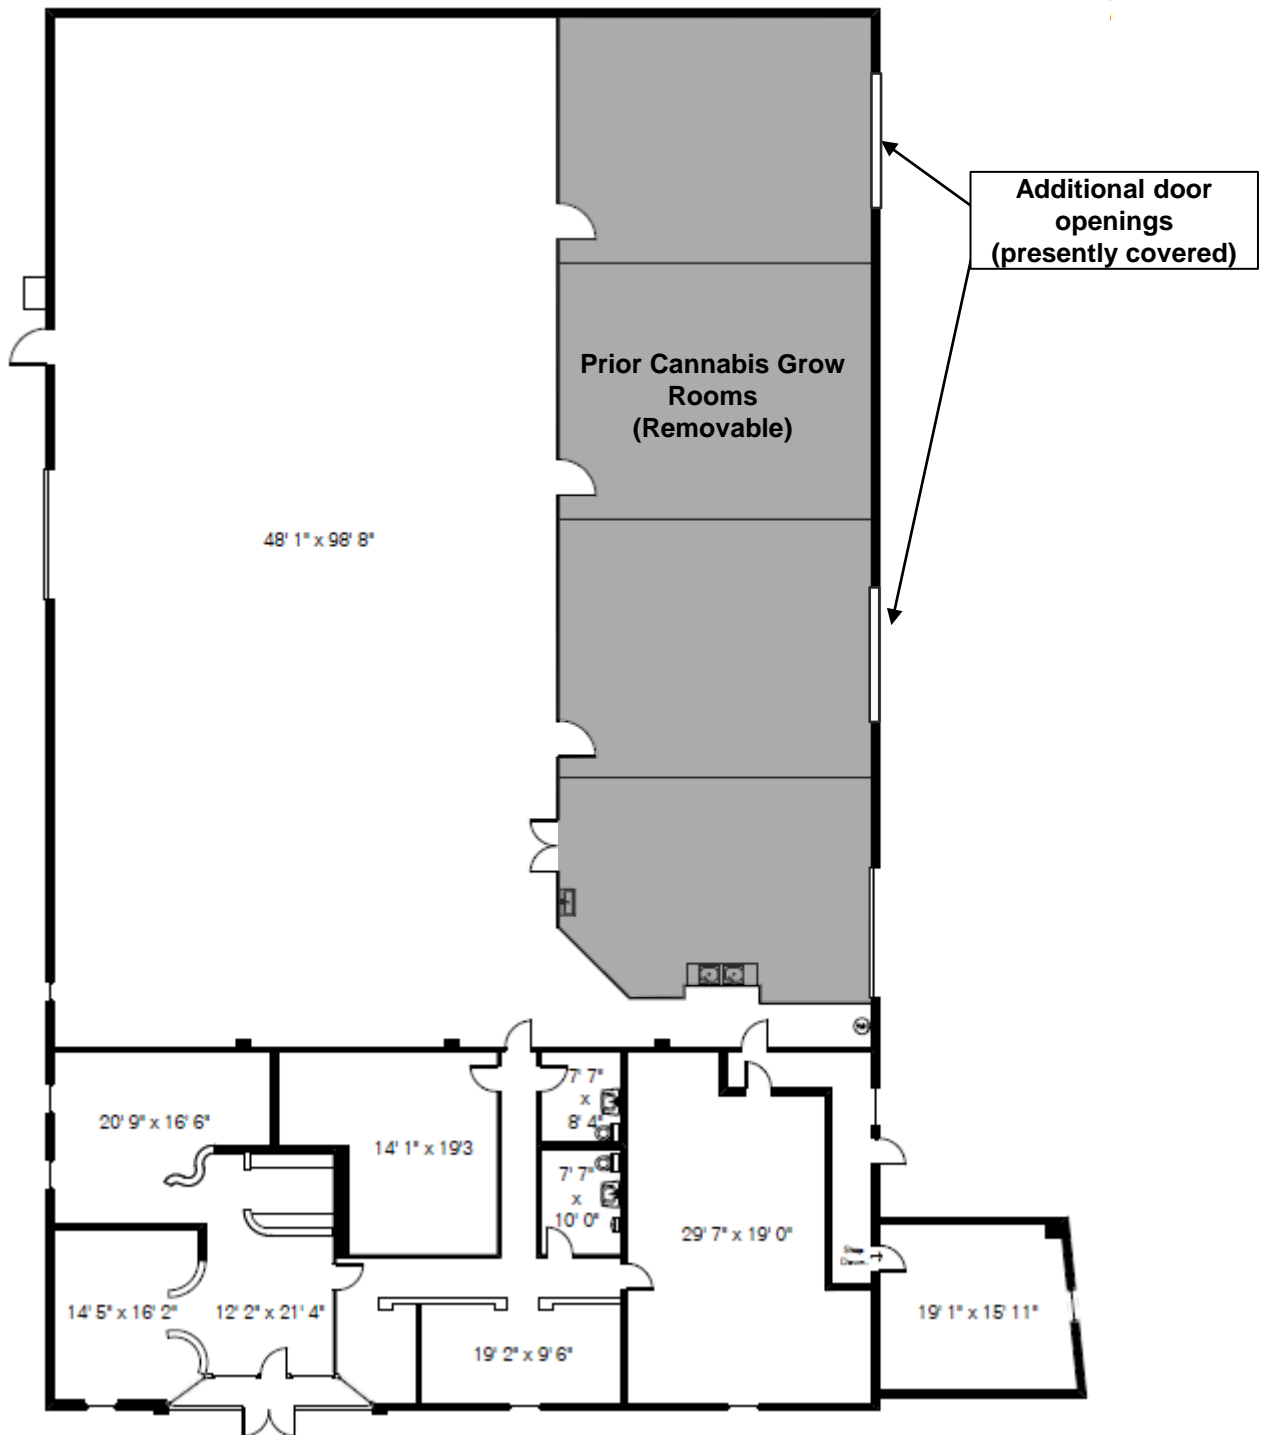 Additional door
openings
(presently covered)
Prior Cannabis Grow
Rooms
(Removable)
48' 1" x 98' 8"
20' 9" x 16' 6"
14' 1" x 19'3
7' 7"
x
8' 4"
7' 7"
x
10' 0"
29' 7" x 19' 0"
Step
Down
14' 5" x 16' 2"
12' 2" x 21' 4"
19' 2" x 9' 6"
19' 1" x 15' 11"